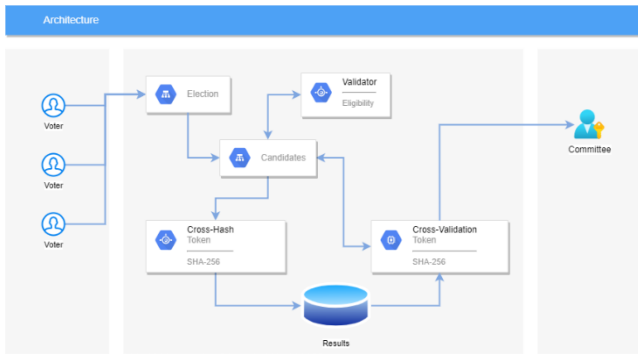 Architecture
Voter
Voter
Voter
Election
Validator
Eligibility
Candidates
Cross-Hash
Token
SHA-256
Cross-Validation
Token
SHA-256
Results
Committee